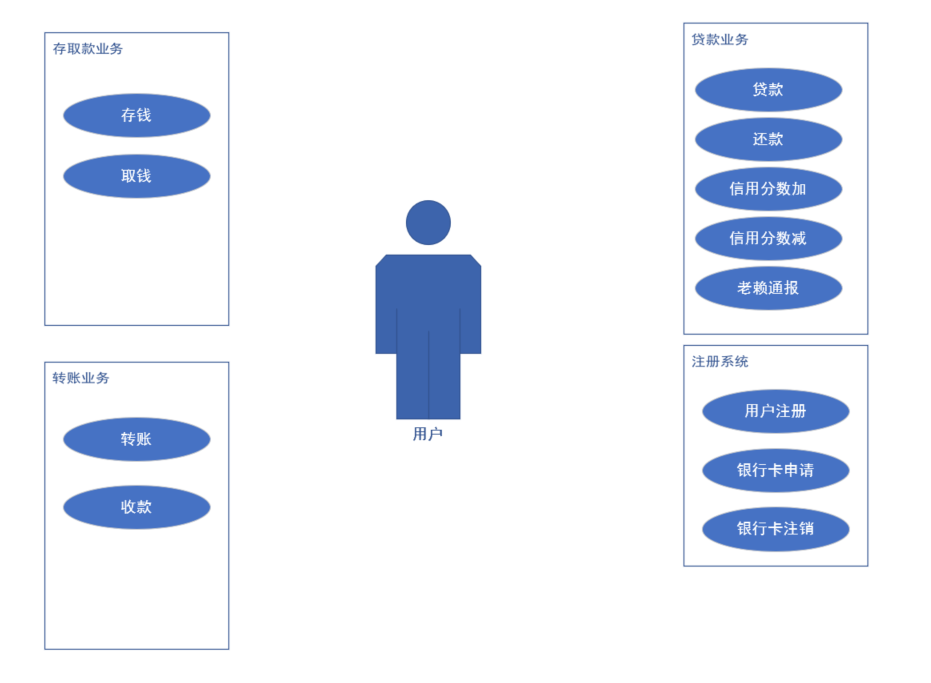 存取款业务
存钱
取钱
转账业务
转账
收款
用户
贷款业务
贷款
还款
信用分数加
信用分数减
老赖通报
注册系统
用户注册
银行卡申请
银行卡注销